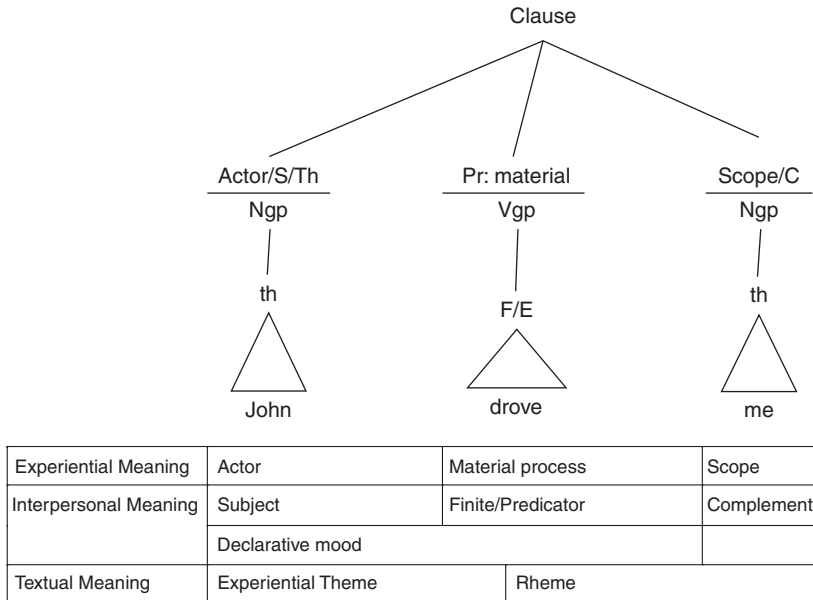 Clause
Actor/S/Th Pr: material Scope/C
Ngp Vgp Ngp
th F/E th
John drove me
Experiential Meaning Actor Material process Scope
Interpersonal Meaning Subject Finite/Predicator Complement
Declarative mood
Textual Meaning Experiential Theme Rheme